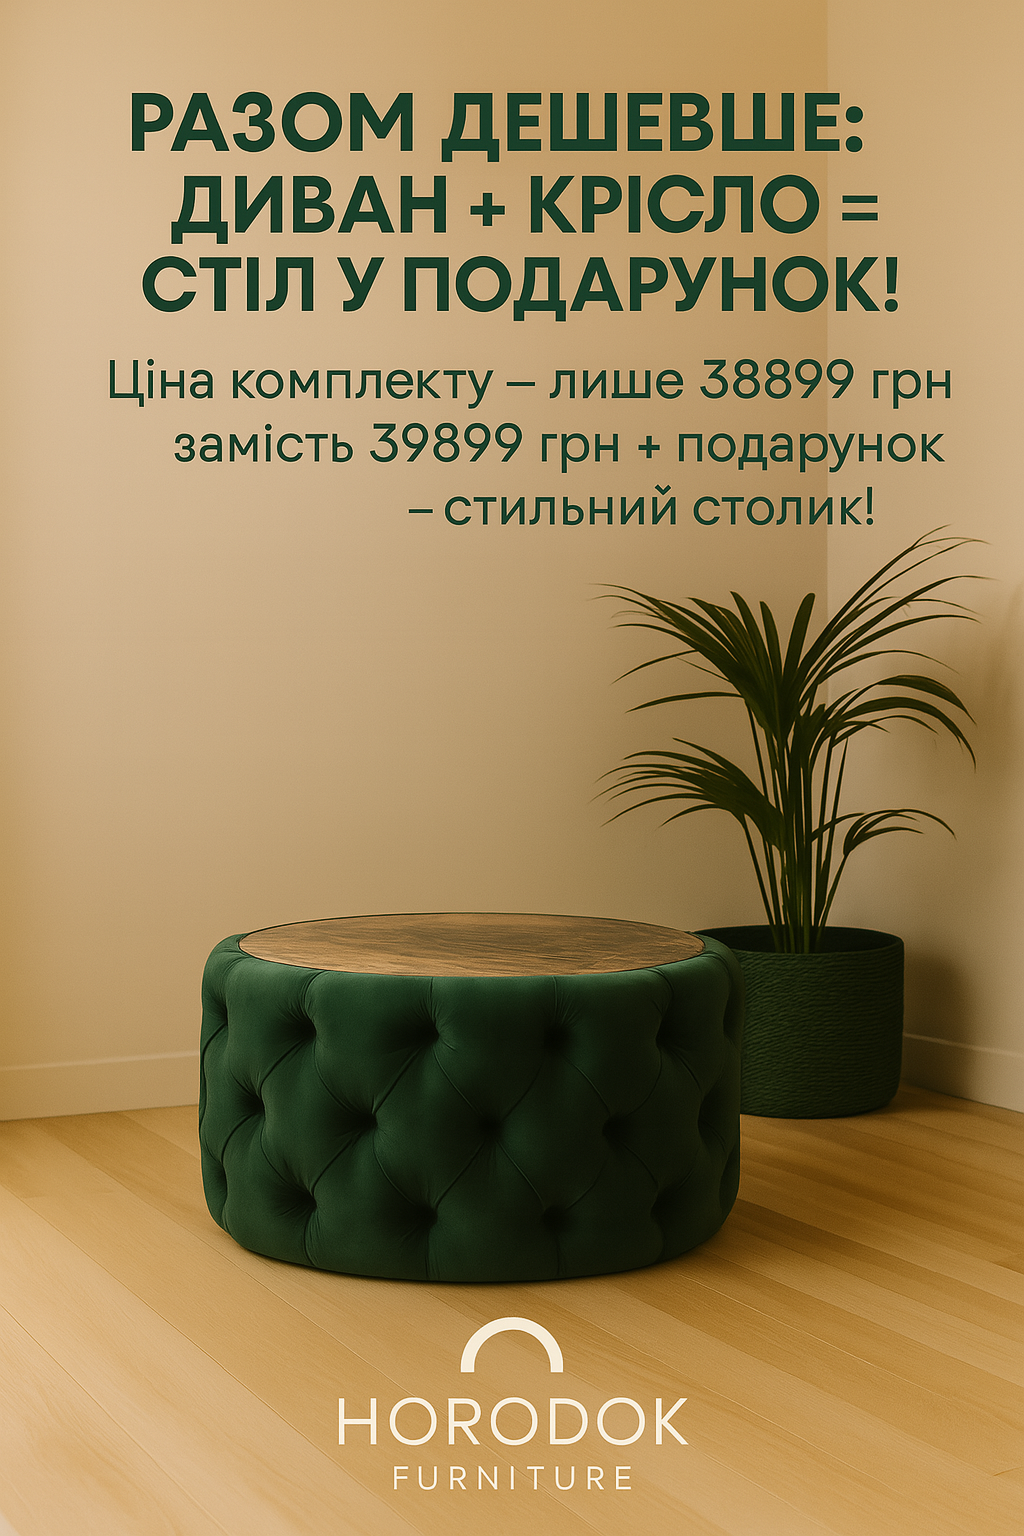 РАЗОМ ДЕШЕВШЕ:
ДИВАН + КРІСЛО =
СТІЛ У ПОДАРУНОК!
Ціна комплекту – лише 38899 грн
замість 39899 грн + подарунок
– стильний столик!
HORODOK
FURNITURE